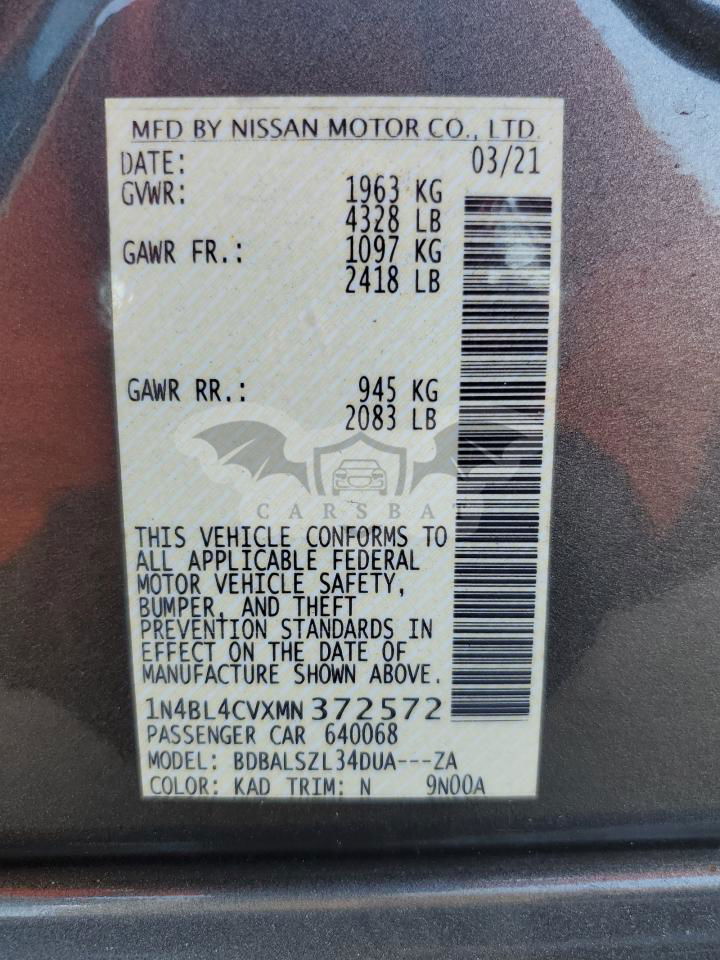 MFD BY NISSAN MOTOR CO., LTD.
DATE: 03/21
GVWR: 1963 KG
4328 LB
GAWR FR.: 1097 KG
2418 LB
GAWR RR.: 945 KG
2083 LB
CARSBAT
THIS VEHICLE CONFORMS TO
ALL APPLICABLE FEDERAL
MOTOR VEHICLE SAFETY,
BUMPER, AND THEFT
PREVENTION STANDARDS IN
EFFECT ON THE DATE OF
MANUFACTURE SHOWN ABOVE.
1N4BL4CVXMN372572
PASSENGER CAR 640068
MODEL: BDBALSZL34DUA---ZA
COLOR: KAD TRIM: N 9N00A